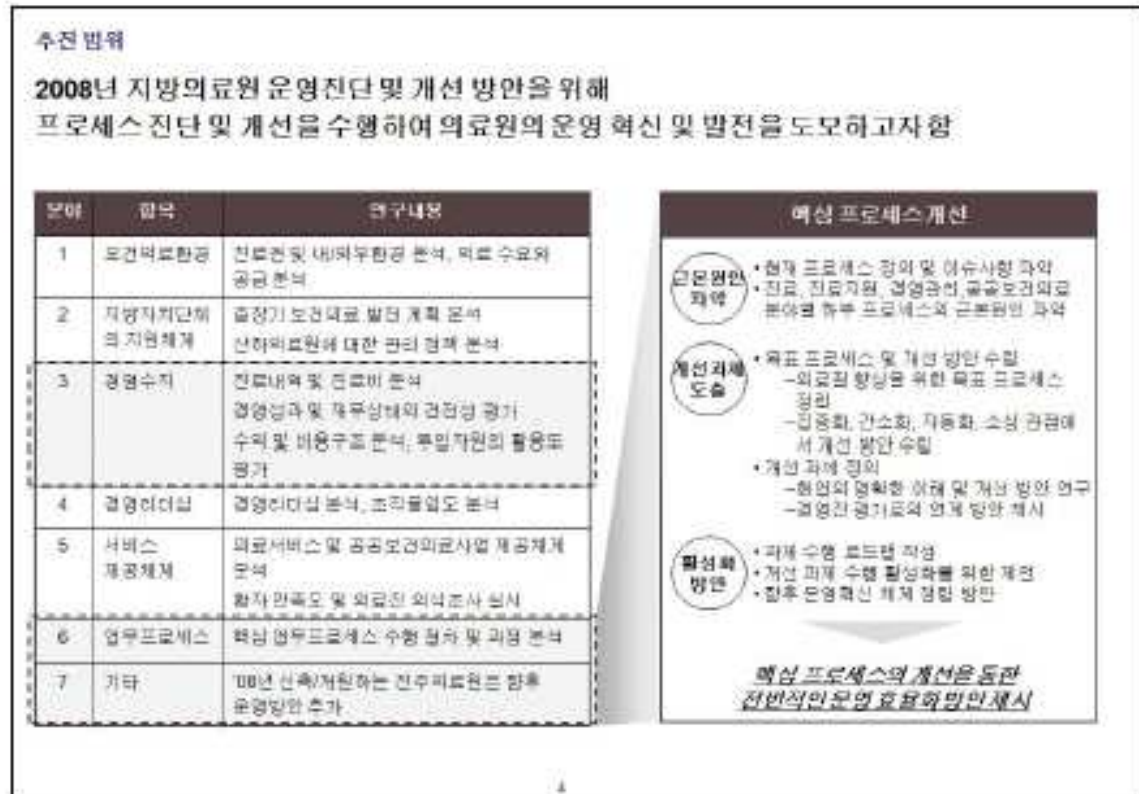 추진 범위
2008년 지방의료원 운영진단 및 개선 방안을 위해
프로세스 진단 및 개선을 수행하여 의료원의 운영 혁신 및 발전을 도모하고자 함
분야 항목 연구내용
1 보건의료환경 진료권 및 내/외부환경 분석, 의료 수요와
공급 분석
2 지방자치단체
의 지원체계
중장기 보건의료 발전 계획 분석
산하의료원에 대한 관리 정책 분석
3 경영수지 진료내역 및 진료비 분석
경영성과 및 재무상태의 건전성 평가
수익 및 비용구조 분석, 투입자원의 활용도
평가
4 경영리더십 경영리더십 분석, 조직몰입도 분석
5 서비스
제공체계
의료서비스 및 공공보건의료사업 제공체계
분석
환자 만족도 및 의료진 의식조사 실시
6 업무프로세스 핵심 업무프로세스 수행 절차 및 과정 분석
7 기타 '08년 신축/개원하는 진주의료원은 향후
운영방안 추가
핵심 프로세스 개선
근본원인
파악
• 현재 프로세스 정의 및 이슈사항 파악
• 진료, 진료지원, 경영관리, 공공보건의료
분야별 하부 프로세스의 근본원인 파악
개선과제
도출
• 목표 프로세스 및 개선 방안 수립
–의료질 향상을 위한 목표 프로세스
정립
–집중화, 간소화, 자동화, 소싱 관점에
서 개선 방안 수립
• 개선 과제 정의
–현업의 명확한 이해 및 개선 방안 연구
–경영진 평가로의 연계 방안 제시
활성화
방안
• 과제 수행 로드맵 작성
• 개선 과제 수행 활성화를 위한 제언
• 향후 운영혁신 체계 정립 방안
핵심 프로세스의 개선을 통한
전반적인 운영 효율화 방안 제시
4